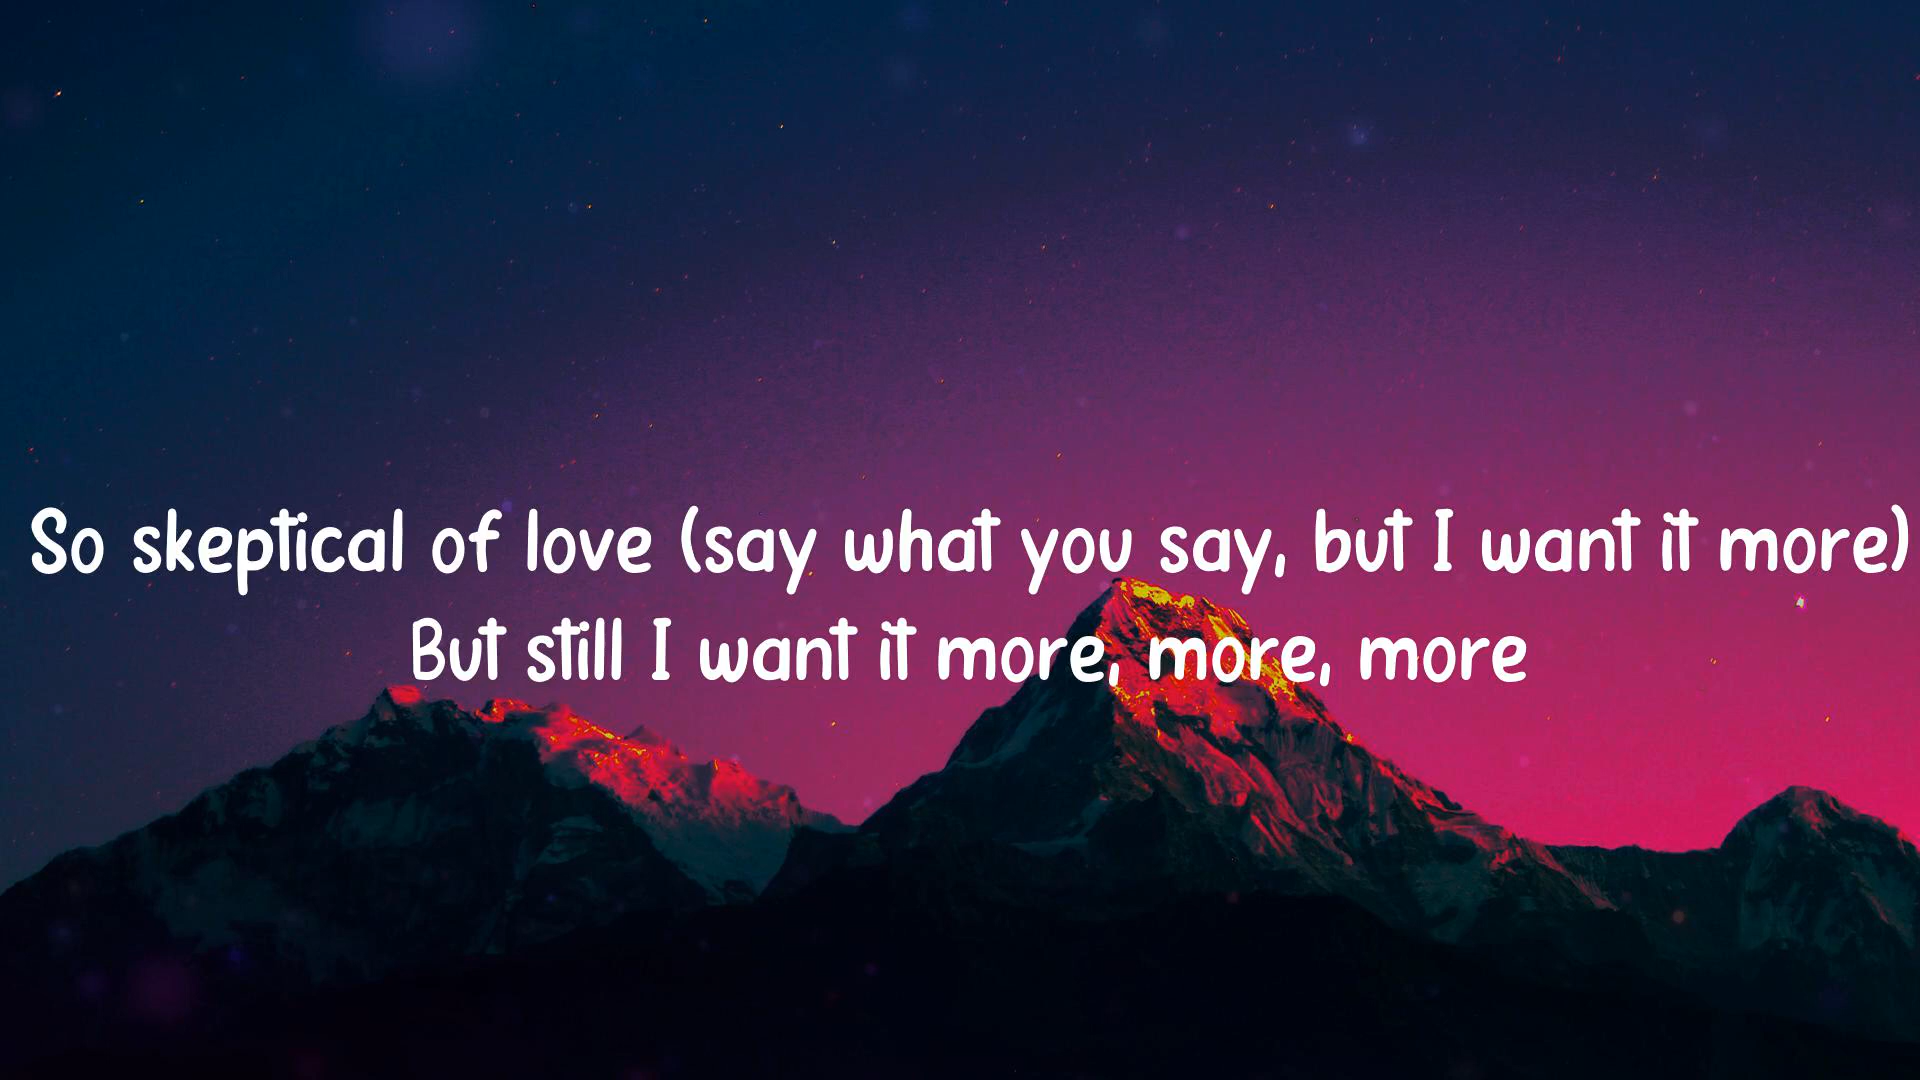 So skeptical of love (say what you say, but I want it more)
But still I want it more, more, more